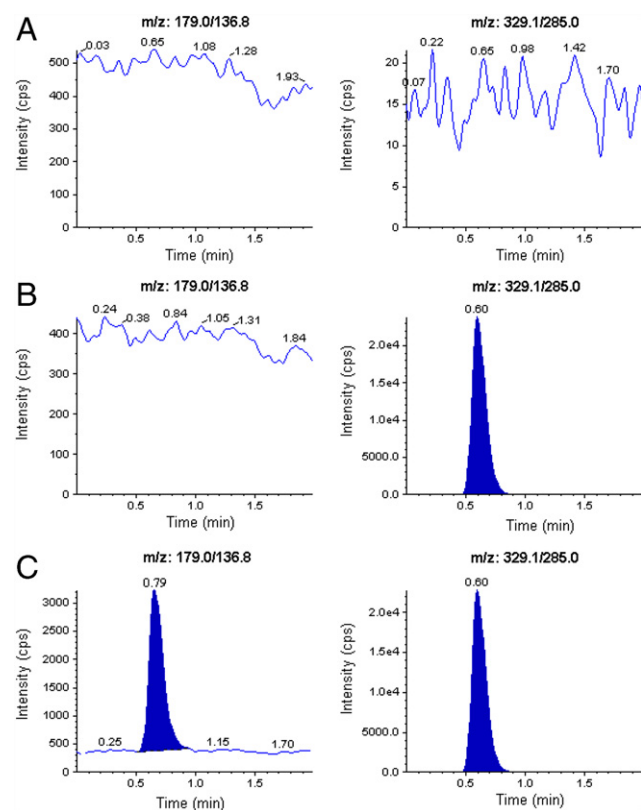 A
m/z: 179.0/136.8
Intensity (cps)
500
400
300
200
100
0
0.03
0.65
1.08
1.28
1.93
0.5
1.0
1.5
Time (min)
m/z: 329.1/285.0
Intensity (cps)
20
15
10
5
0
0.07
0.22
0.65
0.98
1.42
1.70
0.5
1.0
1.5
Time (min)
B
m/z: 179.0/136.8
Intensity (cps)
400
300
200
100
0
0.24
0.38
0.84
1.05
1.31
1.84
0.5
1.0
1.5
Time (min)
m/z: 329.1/285.0
Intensity (cps)
2.0e4
1.5e4
1.0e4
5000.0
0.0
0.60
0.5
1.0
1.5
Time (min)
C
m/z: 179.0/136.8
Intensity (cps)
3000
2500
2000
1500
1000
500
0
0.79
0.25
1.15
1.70
0.5
1.0
1.5
Time (min)
m/z: 329.1/285.0
Intensity (cps)
2.0e4
1.5e4
1.0e4
5000.0
0.0
0.60
0.5
1.0
1.5
Time (min)